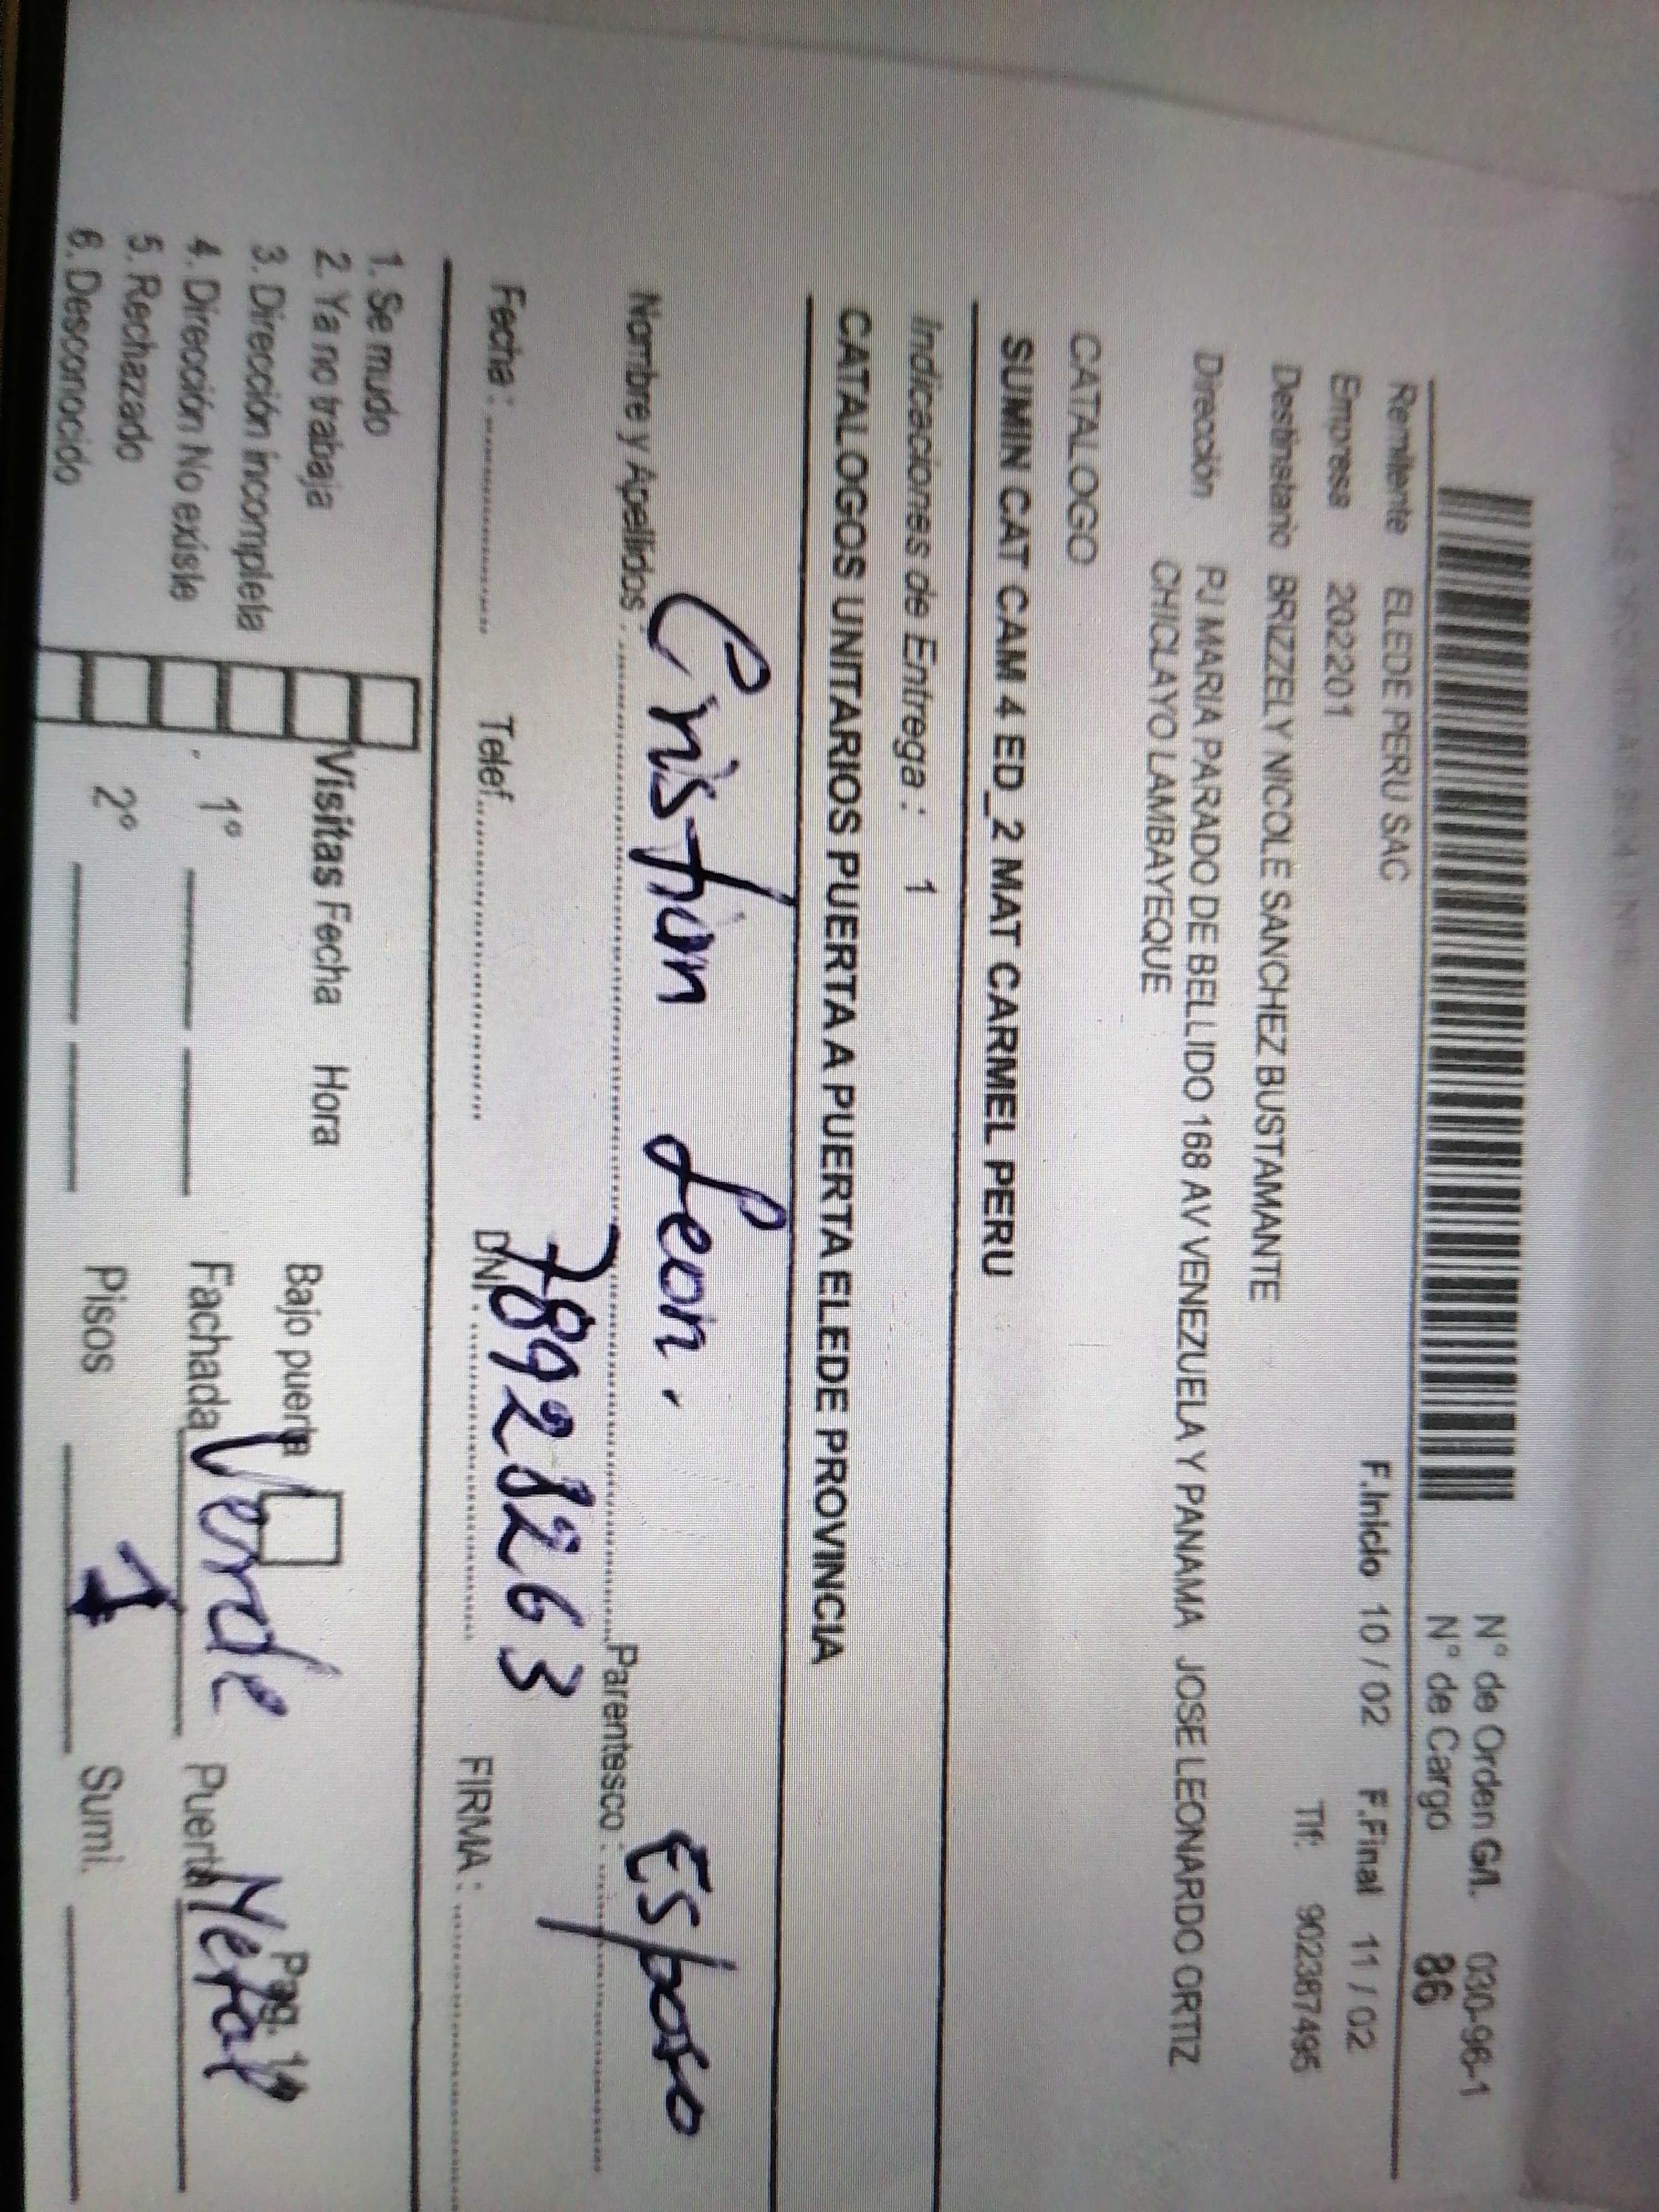 N° de Orden G/I. 030-96-1
N° de Cargo 86
Remitente ELEDE PERU SAC
F.Inicio 10 / 02 F.Final 11 / 02
Empresa 202201
Tlf: 902387495
Destinatario BRIZZELY NICOLE SANCHEZ BUSTAMANTE
Dirección PJ MARIA PARADO DE BELLIDO 168 AV VENEZUELA Y PANAMA JOSE LEONARDO ORTIZ
CHICLAYO LAMBAYEQUE
CATALOGO
SUMIN CAT CAM 4 ED_2 MAT CARMEL PERU
Indicaciones de Entrega : 1
CATALOGOS UNITARIOS PUERTA A PUERTA ELEDE PROVINCIA
Nombre y Apellidos : Cristian Leon. Parentesco : Esposo
Fecha : Telef. DNI : 78928263 FIRMA :
1. Se mudo
2. Ya no trabaja Visitas Fecha Hora Bajo puerta Pag. 14
3. Dirección incompleta
4. Dirección No existe 1° Fachada Verde Puerta Metal
5. Rechazado 2° Pisos 1 Sumi.
6. Desconocido